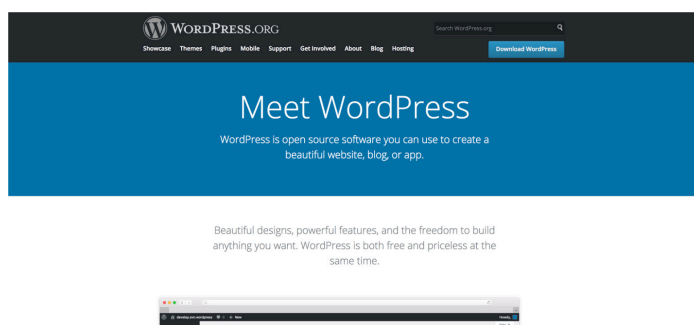 WORDPRESS.ORG
Search WordPress.org
Showcase Themes Plugins Mobile Support Get Involved About Blog Hosting
Download WordPress
Meet WordPress
WordPress is open source software you can use to create a
beautiful website, blog, or app.
Beautiful designs, powerful features, and the freedom to build
anything you want. WordPress is both free and priceless at the
same time.
New
Howdy,